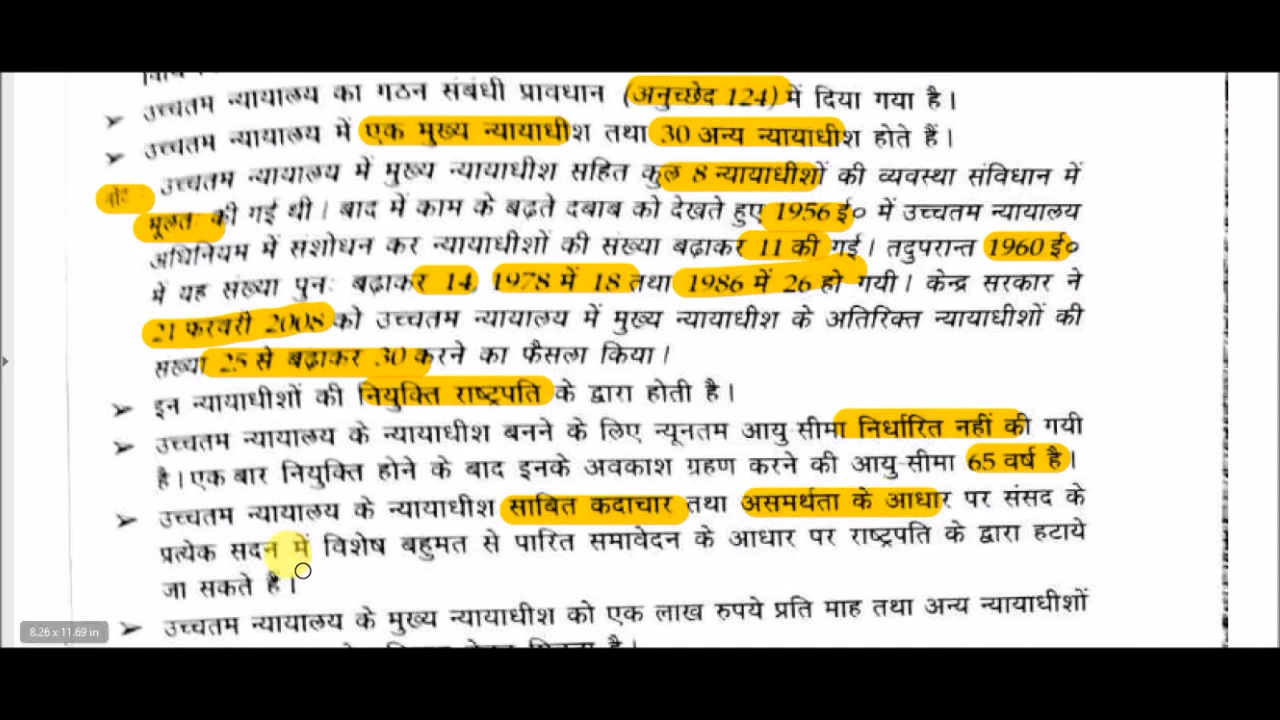 ➤ उच्चतम न्यायालय का गठन संबंधी प्रावधान (अनुच्छेद 124) में दिया गया है।
➤ उच्चतम न्यायालय में एक मुख्य न्यायाधीश तथा 30 अन्य न्यायाधीश होते हैं।
नोट उच्चतम न्यायालय में मुख्य न्यायाधीश सहित कुल 8 न्यायाधीशों की व्यवस्था संविधान में
मूलतः की गई थी। बाद में काम के बढ़ते दबाब को देखते हुए 1956 ई० में उच्चतम न्यायालय
अधिनियम में संशोधन कर न्यायाधीशों की संख्या बढ़ाकर 11 की गई। तदुपरान्त 1960 ई०
में यह संख्या पुनः बढ़ाकर 14, 1978 में 18 तथा 1986 में 26 हो गयी। केन्द्र सरकार ने
21 फरवरी 2008 को उच्चतम न्यायालय में मुख्य न्यायाधीश के अतिरिक्त न्यायाधीशों की
संख्या 25 से बढ़ाकर 30 करने का फैसला किया।
➤ इन न्यायाधीशों की नियुक्ति राष्ट्रपति के द्वारा होती है।
➤ उच्चतम न्यायालय के न्यायाधीश बनने के लिए न्यूनतम आयु सीमा निर्धारित नहीं की गयी
है। एक बार नियुक्ति होने के बाद इनके अवकाश ग्रहण करने की आयु-सीमा 65 वर्ष है।
➤ उच्चतम न्यायालय के न्यायाधीश साबित कदाचार तथा असमर्थता के आधार पर संसद के
प्रत्येक सदन में विशेष बहुमत से पारित समावेदन के आधार पर राष्ट्रपति के द्वारा हटाये
जा सकते हैं।
➤ उच्चतम न्यायालय के मुख्य न्यायाधीश को एक लाख रुपये प्रति माह तथा अन्य न्यायाधीशों
8.26 x 11.69 in